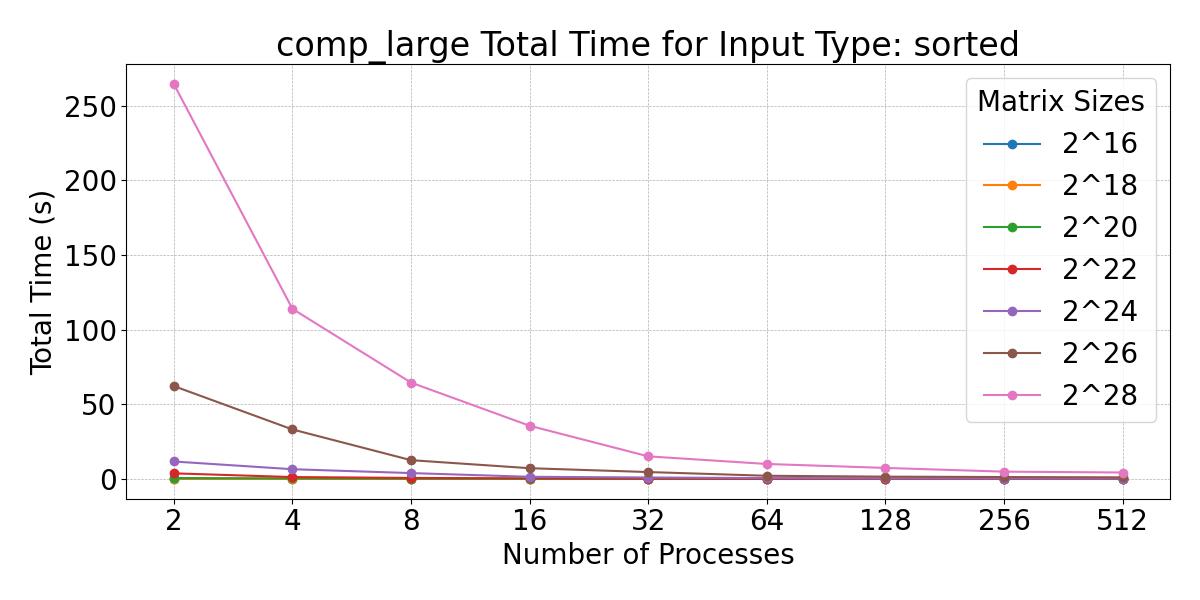 comp_large Total Time for Input Type: sorted
Total Time (s)
250
200
150
100
50
0
2 4 8 16 32 64 128 256 512
Number of Processes
Matrix Sizes
2^16
2^18
2^20
2^22
2^24
2^26
2^28